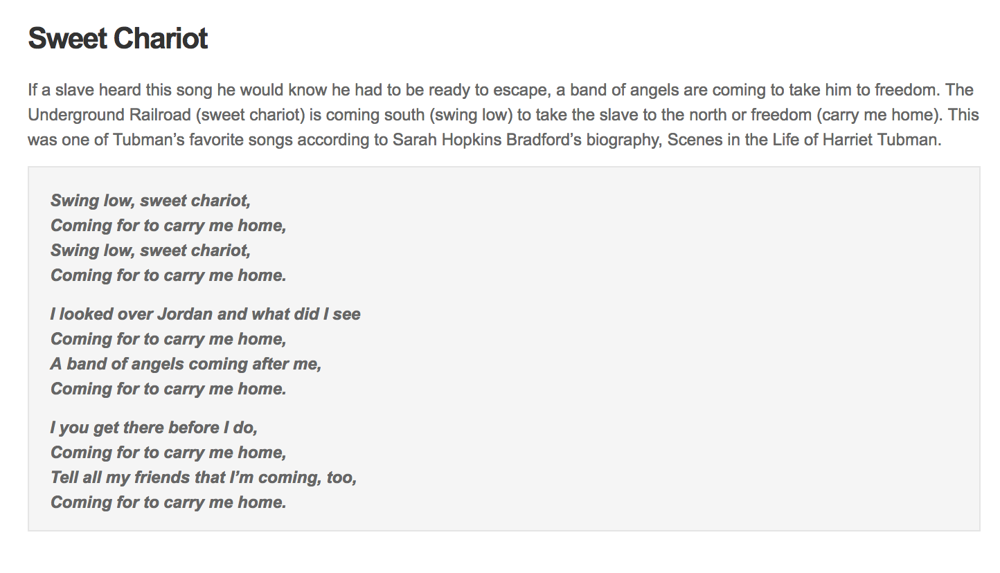 Sweet Chariot
If a slave heard this song he would know he had to be ready to escape, a band of angels are coming to take him to freedom. The
Underground Railroad (sweet chariot) is coming south (swing low) to take the slave to the north or freedom (carry me home). This
was one of Tubman’s favorite songs according to Sarah Hopkins Bradford’s biography, Scenes in the Life of Harriet Tubman.
Swing low, sweet chariot,
Coming for to carry me home,
Swing low, sweet chariot,
Coming for to carry me home.
I looked over Jordan and what did I see
Coming for to carry me home,
A band of angels coming after me,
Coming for to carry me home.
I you get there before I do,
Coming for to carry me home,
Tell all my friends that I’m coming, too,
Coming for to carry me home.